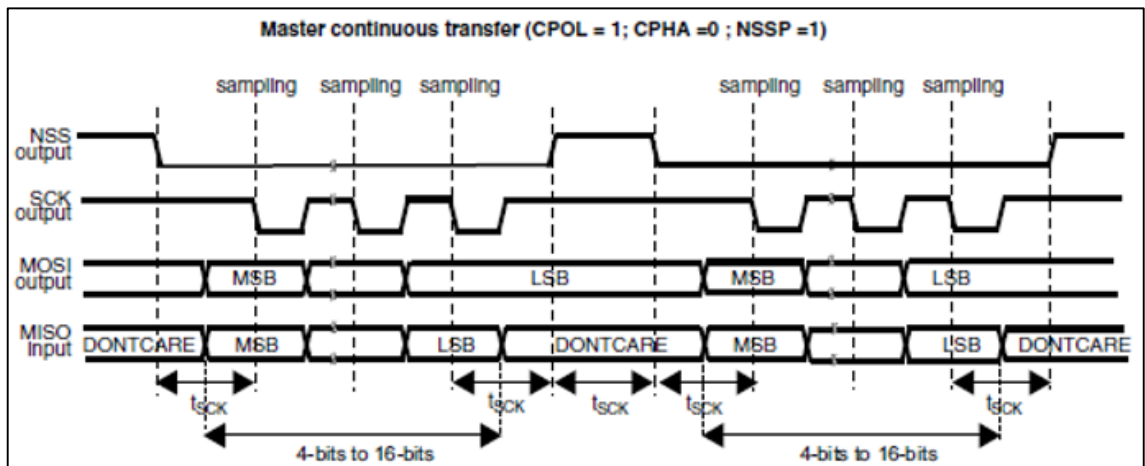 Master continuous transfer (CPOL = 1; CPHA =0 ; NSSP =1)
sampling sampling sampling sampling sampling sampling
NSS
output
SCK
output
MOSI
output
MSB LSB MSB LSB
MISO
Input
DONTCARE MSB LSB DONTCARE MSB LSB DONTCARE
tSCK tSCK tSCK tSCK tSCK
4-bits to 16-bits 4-bits to 16-bits